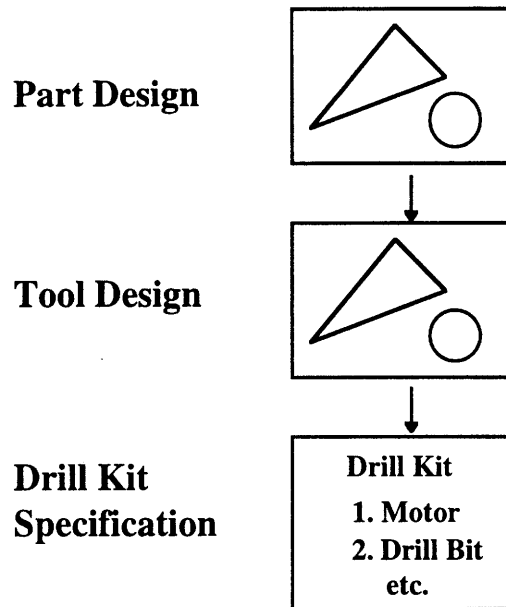 Part Design
Tool Design
Drill Kit
Specification
Drill Kit
1. Motor
2. Drill Bit
etc.